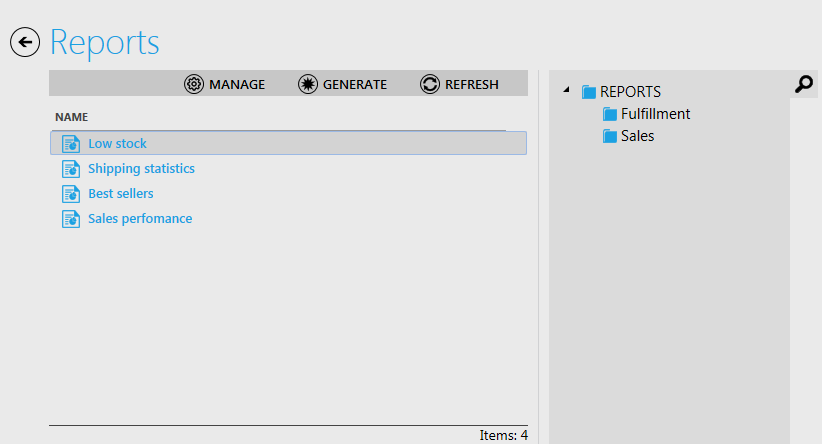 Reports
MANAGE GENERATE REFRESH
NAME
Low stock
Shipping statistics
Best sellers
Sales perfomance
Items: 4
REPORTS
Fulfillment
Sales